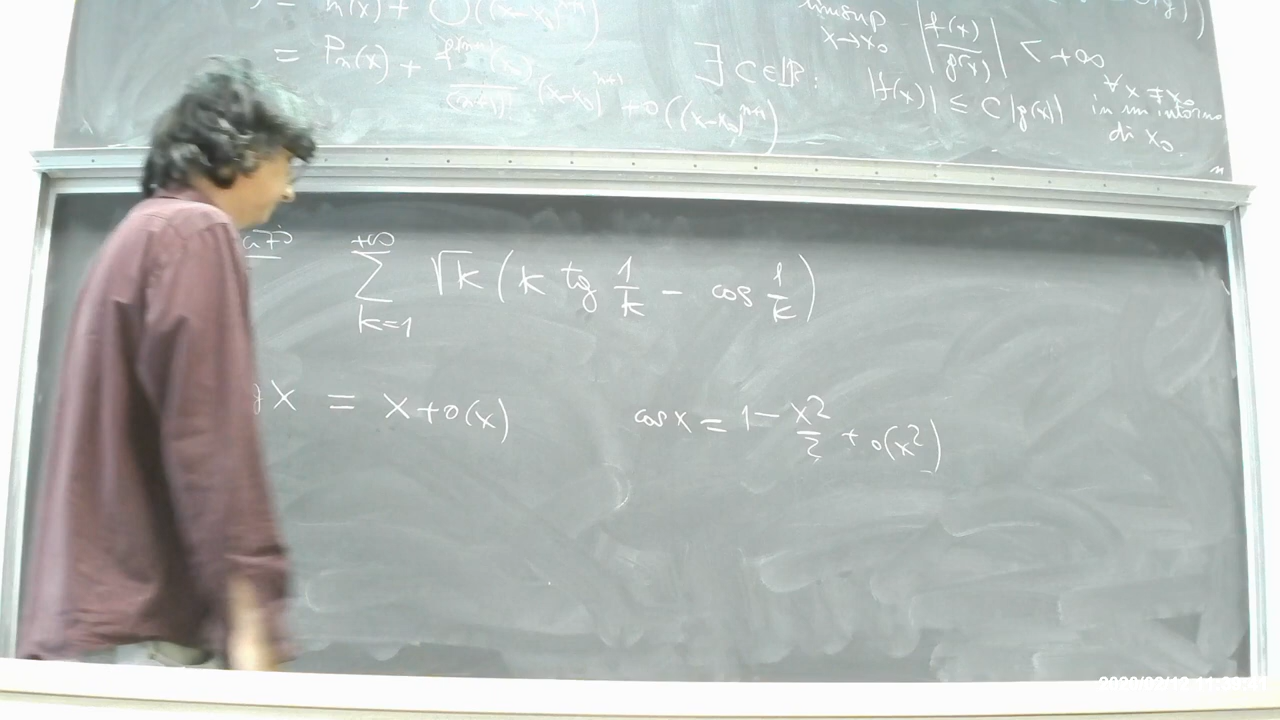 = n(x) + O((x-x₀)ⁿ⁺¹)
= Pₙ(x) + (x-x₀)ⁿ⁺¹ + o((x-x₀)ⁿ⁺¹)
∃ C∈ℝ:
limsup x→x₀ |f(x)/g(x)| < +∞
|f(x)| ≤ C |g(x)| ∀x≠x₀
in un intorno
di x₀
+∞ ∑ k=1 √k (k tg 1/k - cos 1/k)
g x = x + o(x)
cos x = 1 - x²/2 + o(x²)